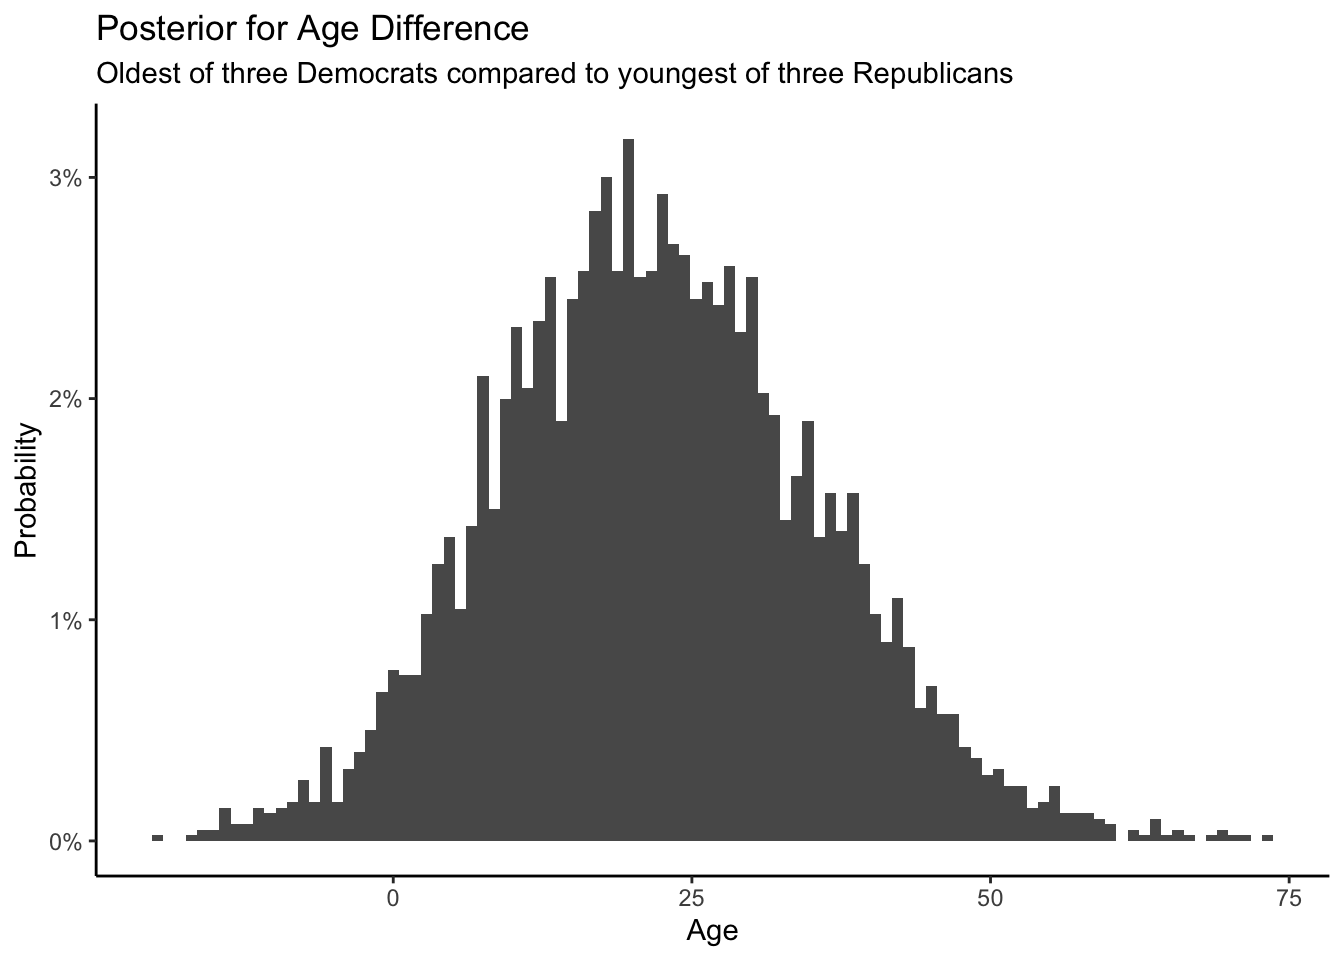 Posterior for Age Difference
Oldest of three Democrats compared to youngest of three Republicans
3%
2%
1%
0%
Probability
0 25 50 75
Age